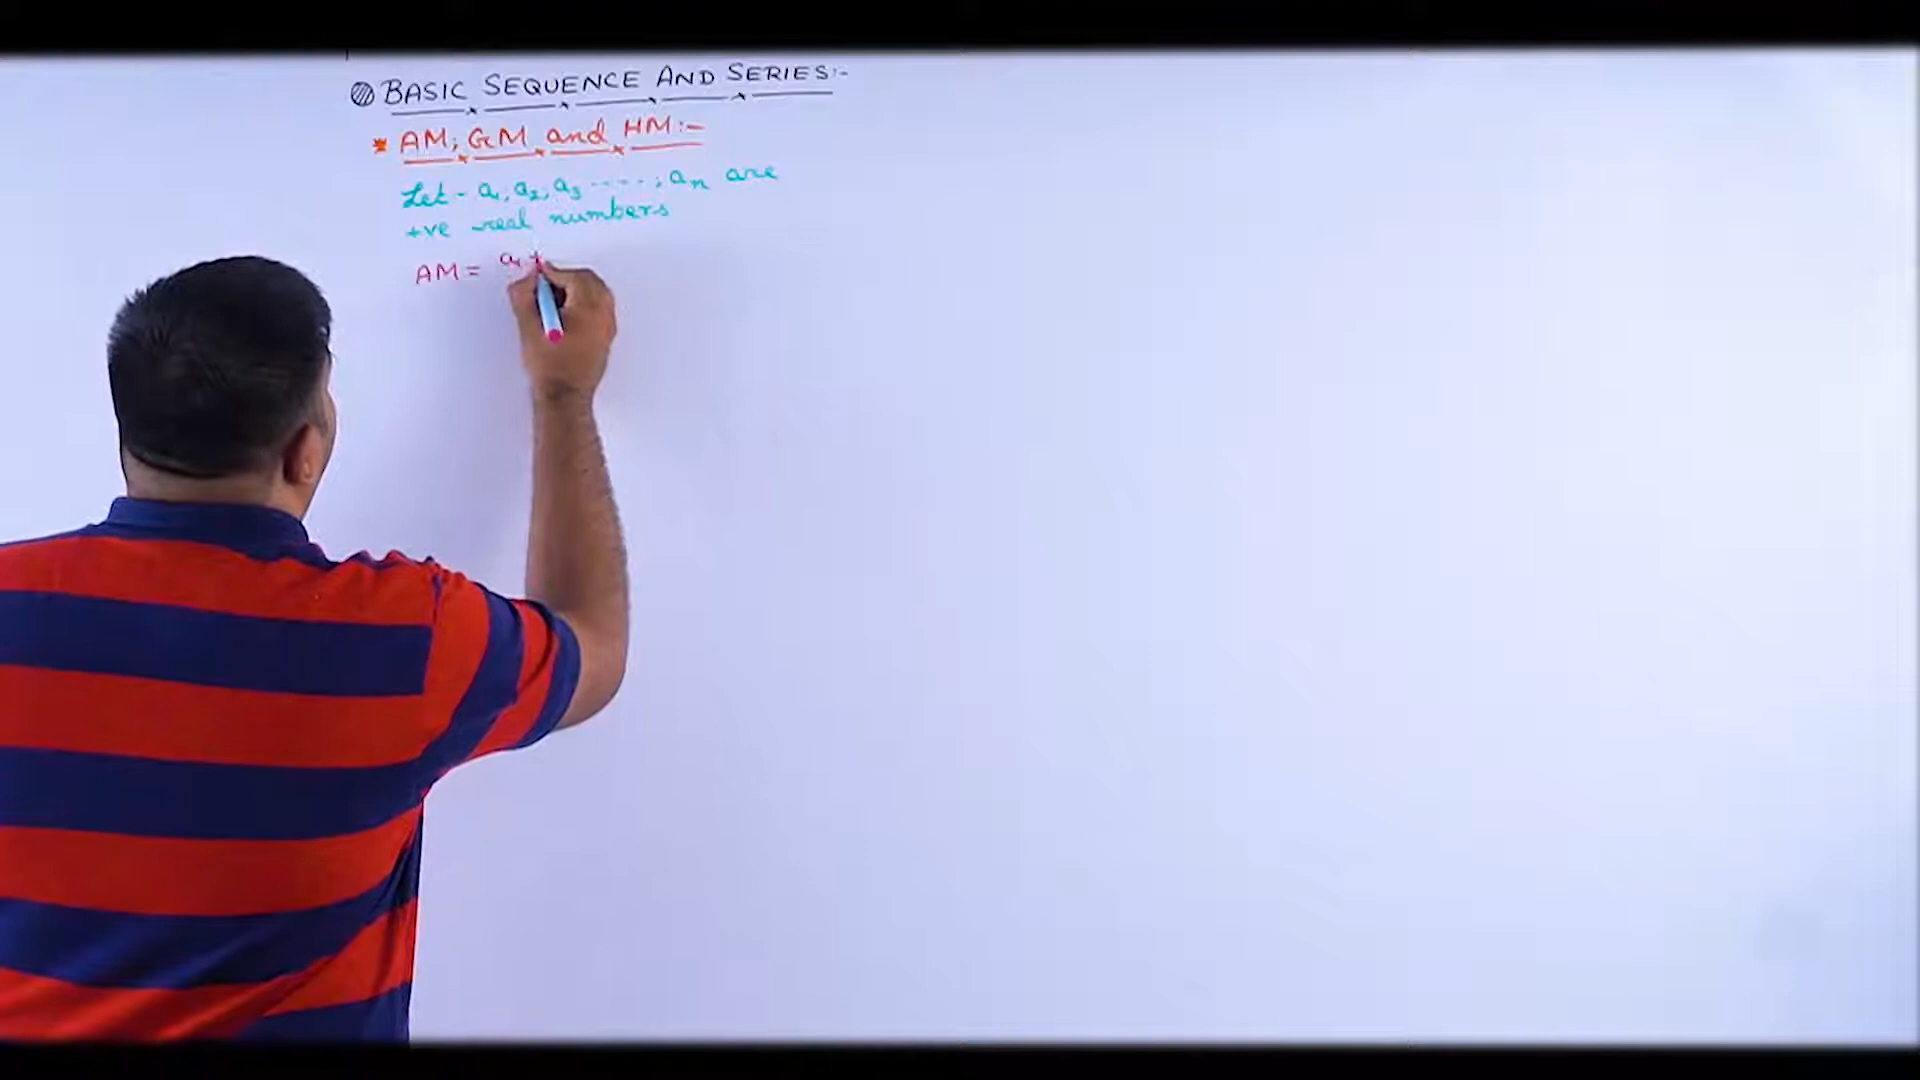 BASIC SEQUENCE AND SERIES:-
* AM; GM and HM:-
Let - a1, a2, a3 ....., an are
+ve real numbers
AM = a1 +